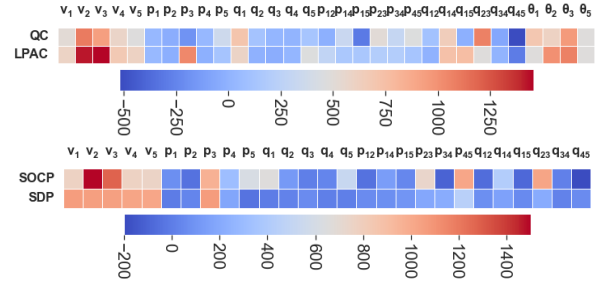 v1 v2 v3 v4 v5 p1 p2 p3 p4 p5 q1 q2 q3 q4 q5 p12 p14 p15 p23 p34 p45 q12 q14 q15 q23 q34 q45 θ1 θ2 θ3 θ5
QC
LPAC
-500 -250 0 250 500 750 1000 1250
v1 v2 v3 v4 v5 p1 p2 p3 p4 p5 q1 q2 q3 q4 q5 p12 p14 p15 p23 p34 p45 q12 q14 q15 q23 q34 q45
SOCP
SDP
-200 0 200 400 600 800 1000 1200 1400